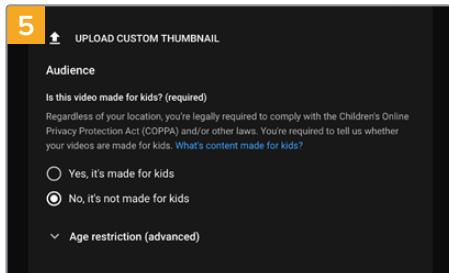 5
UPLOAD CUSTOM THUMBNAIL
Audience
Is this video made for kids? (required)
Regardless of your location, you're legally required to comply with the Children's Online
Privacy Protection Act (COPPA) and/or other laws. You're required to tell us whether
your videos are made for kids. What's content made for kids?
Yes, it's made for kids
No, it's not made for kids
Age restriction (advanced)